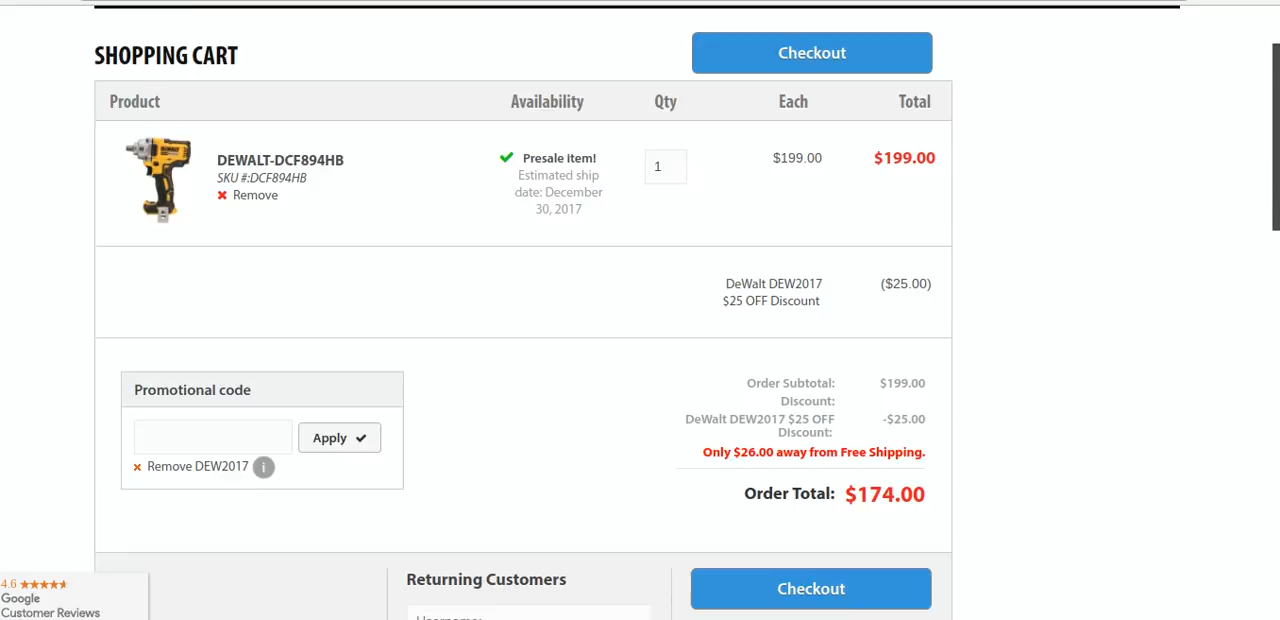 SHOPPING CART
Checkout
Product Availability Qty Each Total
DEWALT-DCF894HB
SKU #:DCF894HB
Remove
Presale item!
Estimated ship
date: December
30, 2017
1
$199.00
$199.00
DeWalt DEW2017
$25 OFF Discount
($25.00)
Promotional code
Apply
Remove DEW2017 i
Order Subtotal: $199.00
Discount:
DeWalt DEW2017 $25 OFF
Discount: -$25.00
Only $26.00 away from Free Shipping.
Order Total: $174.00
4.6
Google
Customer Reviews
Returning Customers
Username:
Checkout